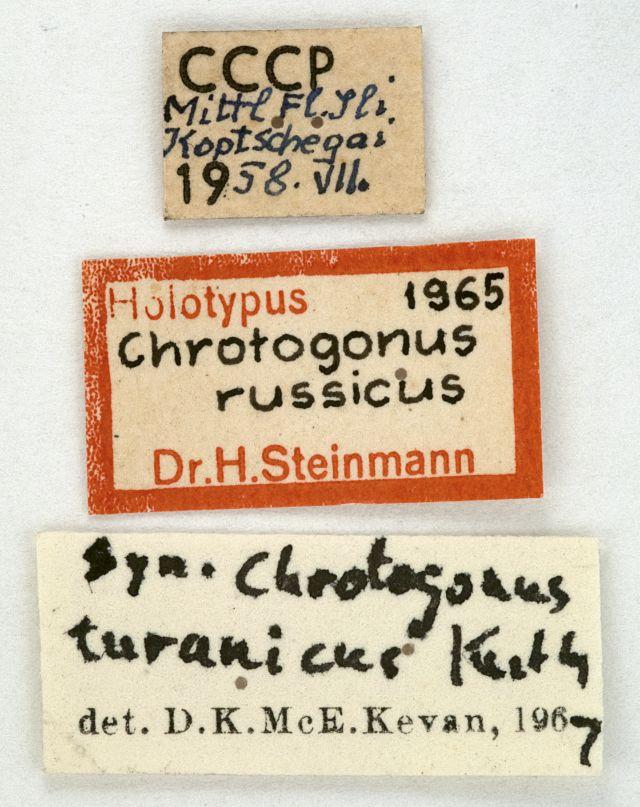 CCCP
Mittl Fl. Ili.
Koptschegai
1958. VII.
Holotypus 1965
Chrotogonus
russicus
Dr.H.Steinmann
syn. Chrotogonus
turanicus Kuthy
det. D.K.McE.Kevan, 1967